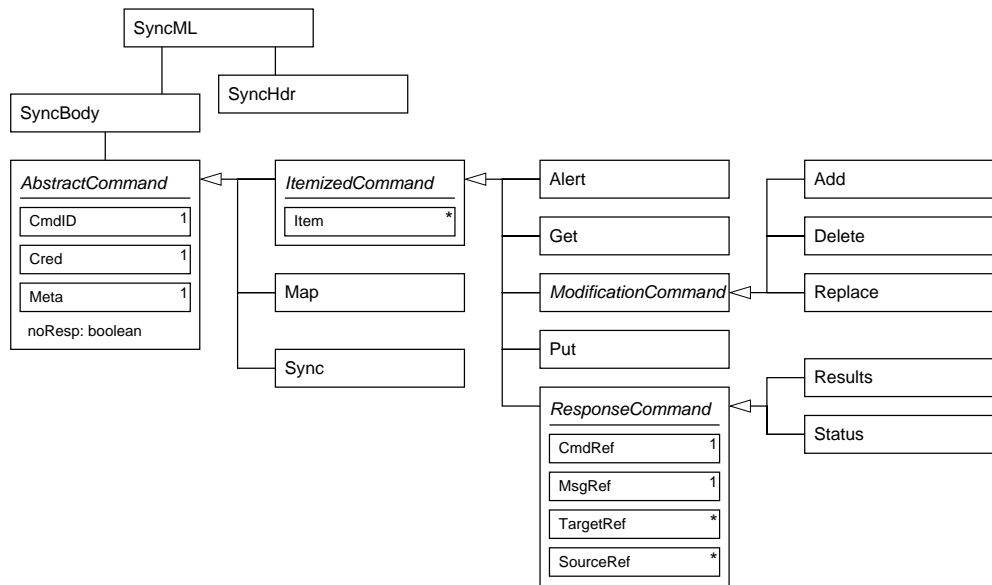 SyncML
SyncHdr
SyncBody
AbstractCommand
CmdID 1
Cred 1
Meta 1
noResp: boolean
ItemizedCommand
Item *
Map
Sync
Alert
Get
ModificationCommand
Put
ResponseCommand
CmdRef 1
MsgRef 1
TargetRef *
SourceRef *
Add
Delete
Replace
Results
Status